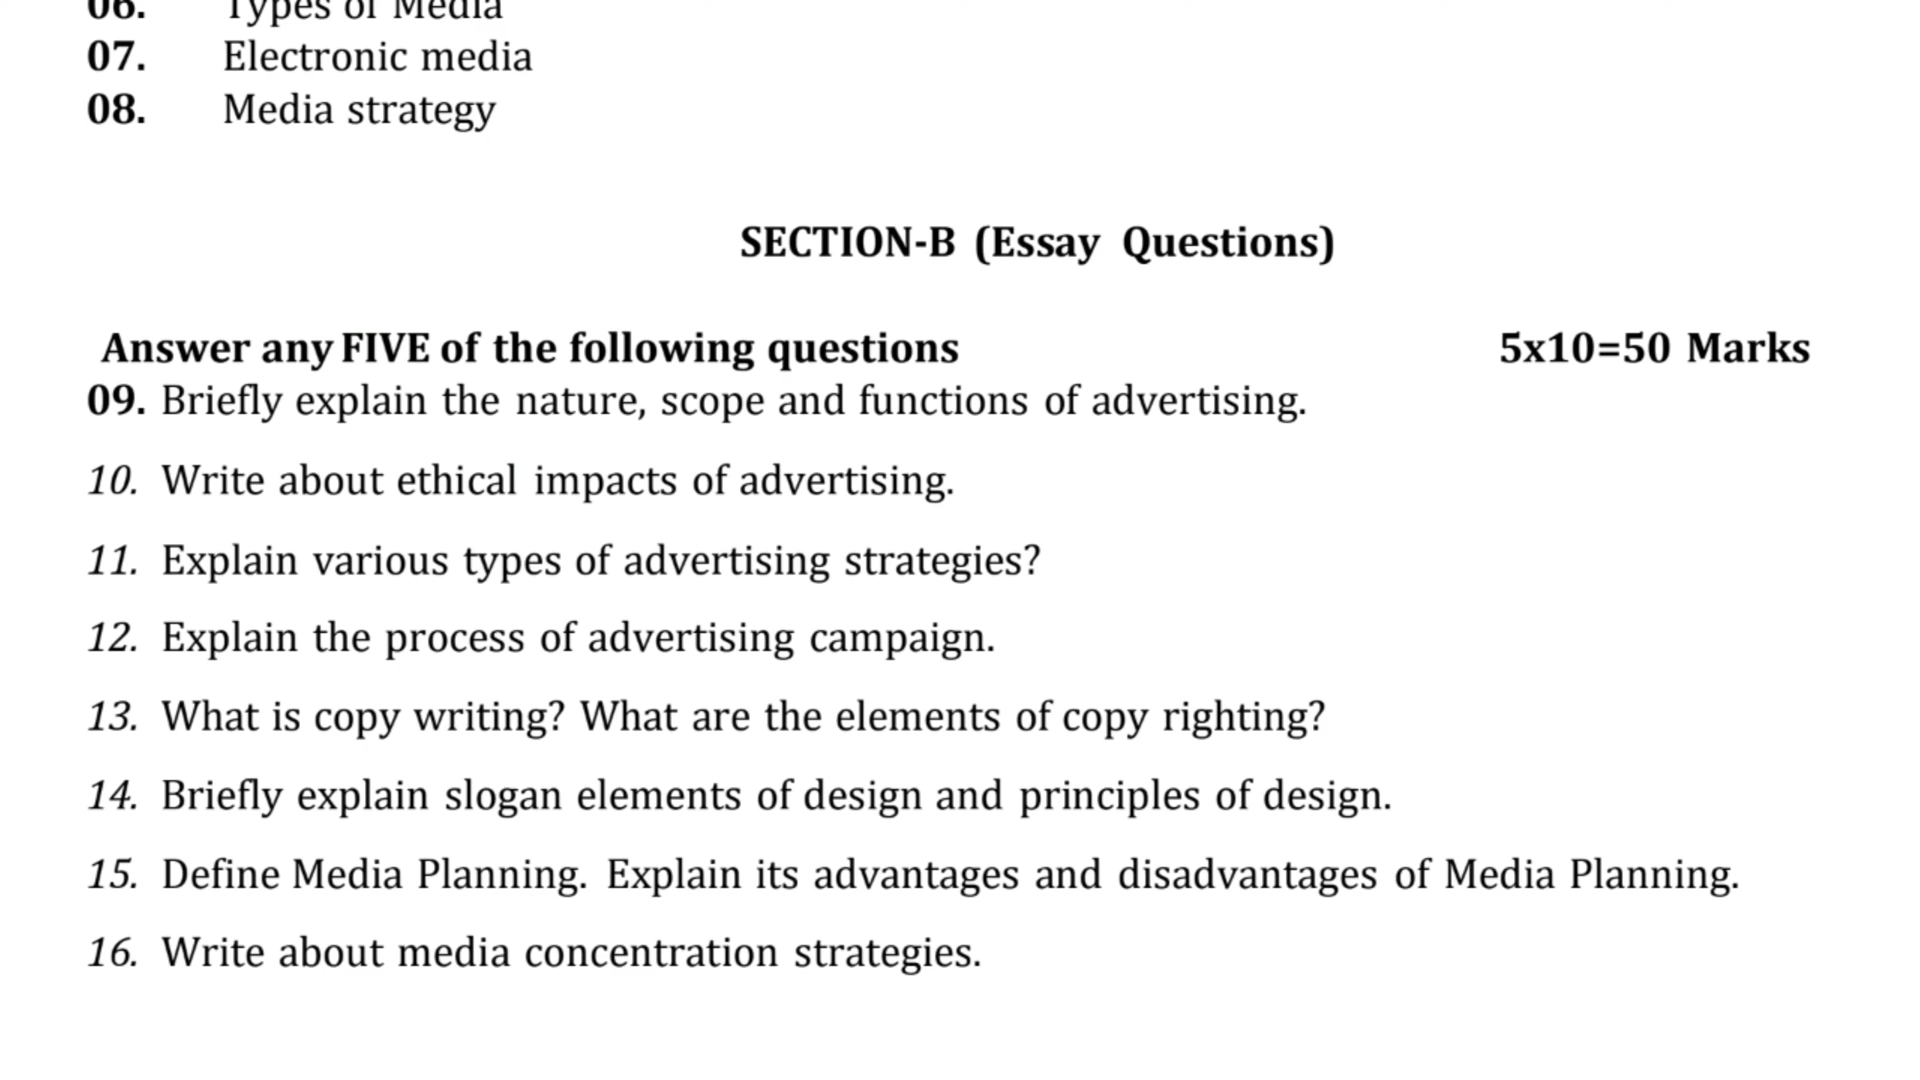 06. Types of Media
07. Electronic media
08. Media strategy
SECTION-B (Essay Questions)
Answer any FIVE of the following questions 5x10=50 Marks
09. Briefly explain the nature, scope and functions of advertising.
10. Write about ethical impacts of advertising.
11. Explain various types of advertising strategies?
12. Explain the process of advertising campaign.
13. What is copy writing? What are the elements of copy righting?
14. Briefly explain slogan elements of design and principles of design.
15. Define Media Planning. Explain its advantages and disadvantages of Media Planning.
16. Write about media concentration strategies.